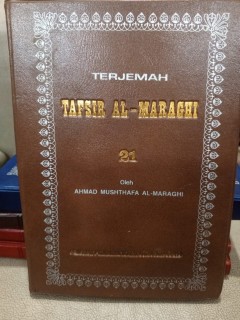 TERJEMAH
TAFSIR AL-MARAGHI
21
Oleh
AHMAD MUSHTHAFA AL-MARAGHI